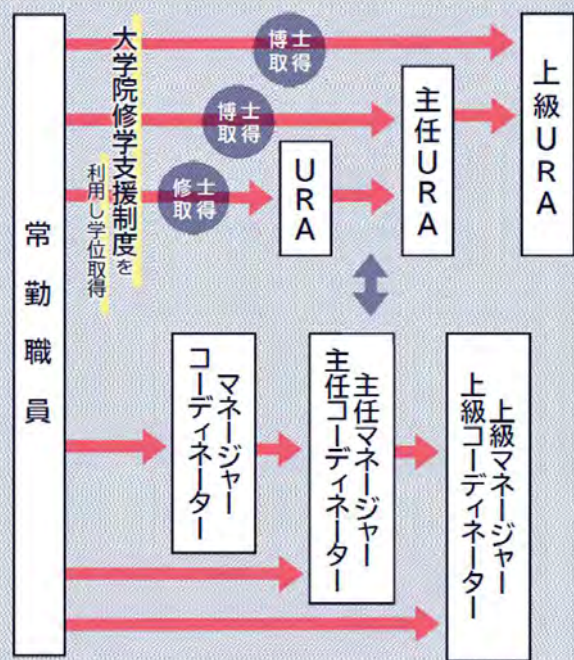 常勤職員
大学院修学支援制度を
利用し学位取得
博士
取得
博士
取得
修士
取得
URA
主任URA
上級URA
マネージャー
コーディネーター
主任マネージャー
主任コーディネーター
上級マネージャー
上級コーディネーター